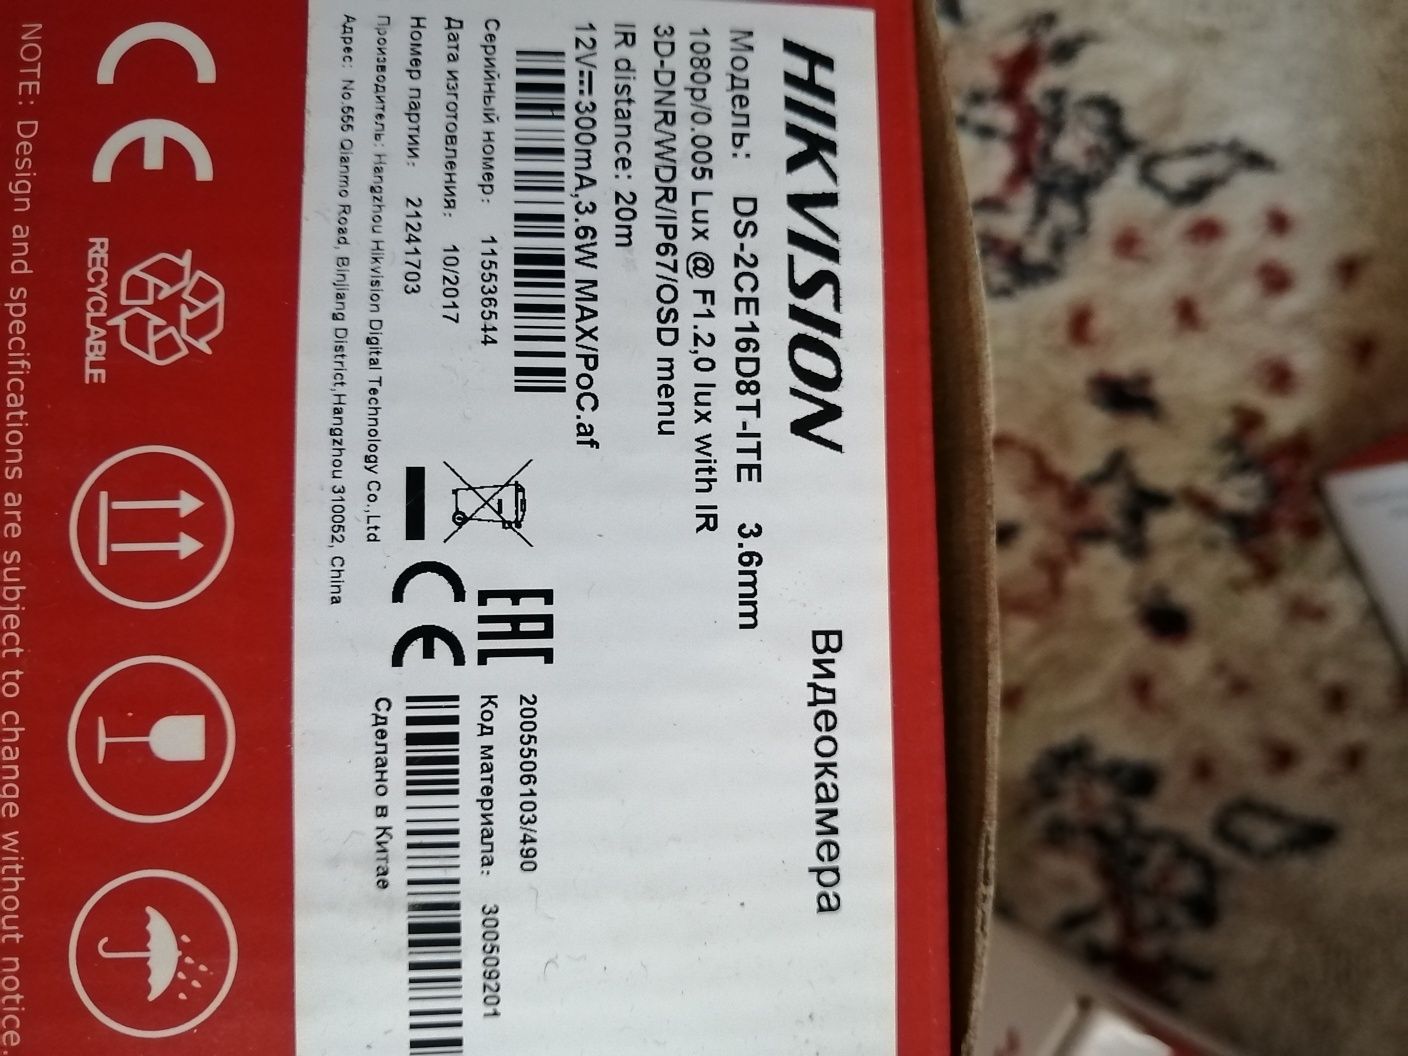 HIKVISION
Видеокамера
Модель: DS-2CE16D8T-ITE 3.6mm
1080p/0.005 Lux @ F1.2,0 lux with IR
3D-DNR/WDR/IP67/OSD menu
IR distance: 20m
12V⎓300mA,3.6W MAX/PoC.af
Серийный номер: 115536544
Дата изготовления: 10/2017
Номер партии: 21241703
Производитель: Hangzhou Hikvision Digital Technology Co.,Ltd
Адрес: No.555 Qianmo Road, Binjiang District,Hangzhou 310052, China
EAC
CE
2005506103/490
Код материала: 300509201
Сделано в Китае
CE
RECYCLABLE
NOTE: Design and specifications are subject to change without notice.